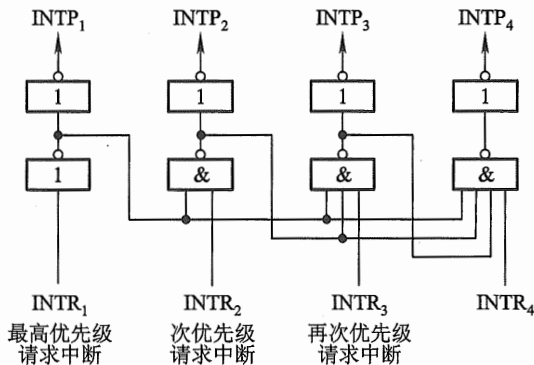 INTP₁ INTP₂ INTP₃ INTP₄
1 1 1 1
1 & & &
INTR₁ INTR₂ INTR₃ INTR₄
最高优先级 次优先级 再次优先级
请求中断 请求中断 请求中断